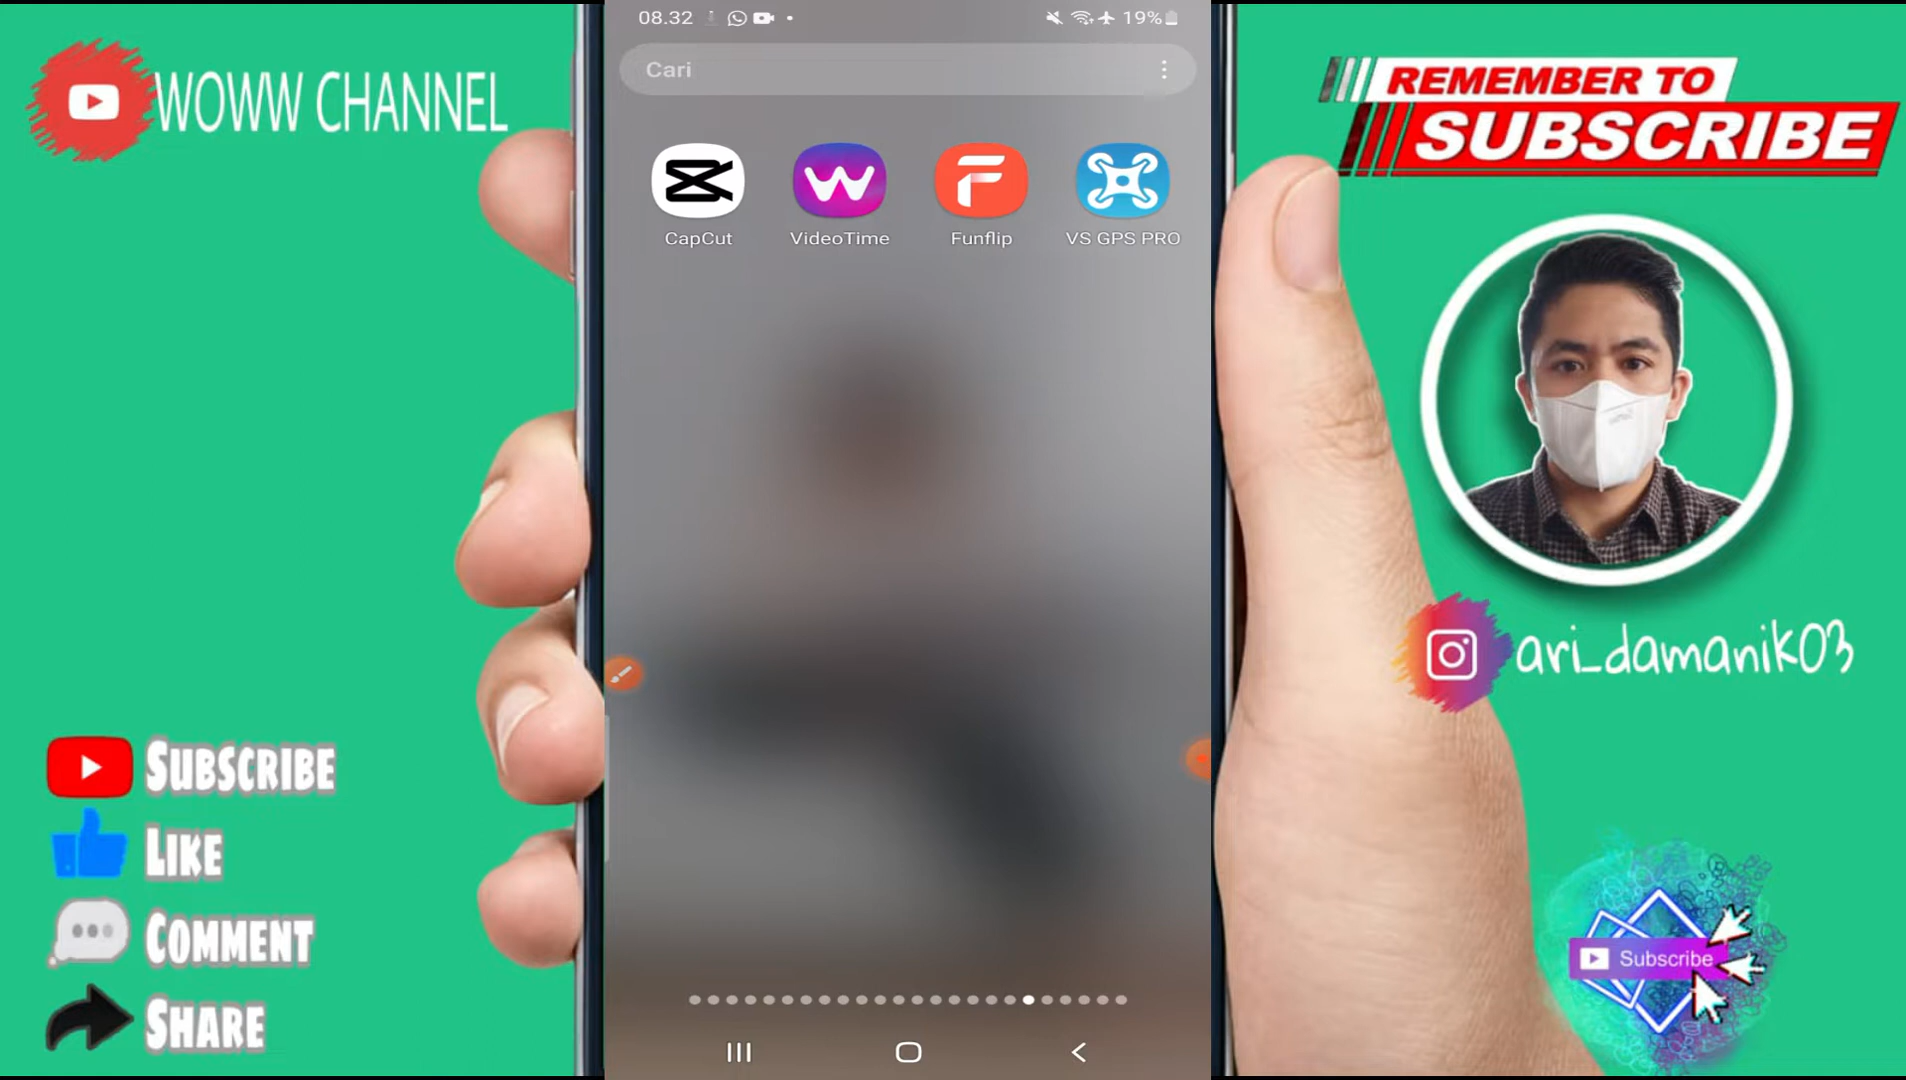 WOWW CHANNEL
08.32
19%
Cari
CapCut
VideoTime
Funflip
VS GPS PRO
REMEMBER TO
SUBSCRIBE
ari_damanik03
SUBSCRIBE
LIKE
COMMENT
SHARE
Subscribe